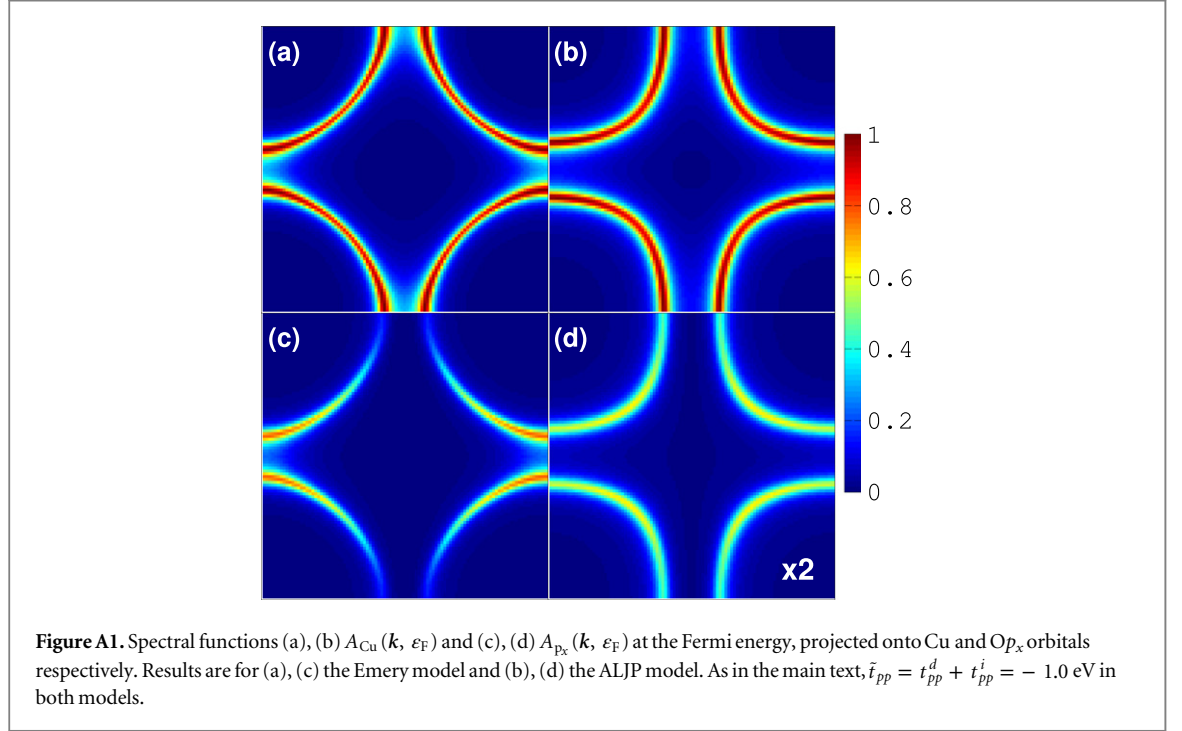 (a)
(b)
1
0.8
0.6
0.4
0.2
0
(c)
(d)
x2
Figure A1. Spectral functions (a), (b) A_Cu (k, ε_F) and (c), (d) A_{p_x} (k, ε_F) at the Fermi energy, projected onto Cu and Op_x orbitals
respectively. Results are for (a), (c) the Emery model and (b), (d) the ALJP model. As in the main text, t̃_pp = t^d_pp + t^i_pp = − 1.0 eV in
both models.